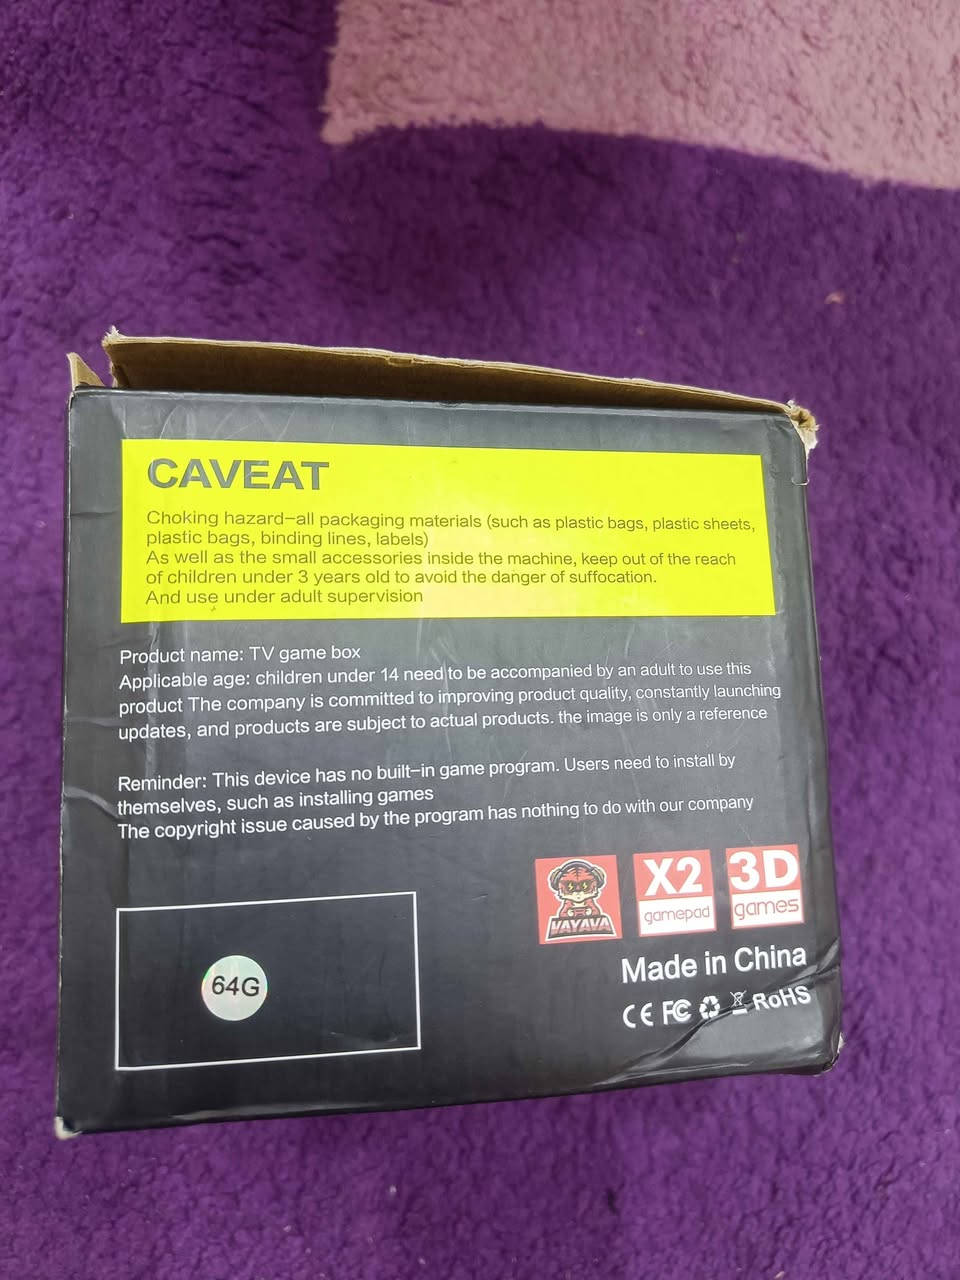 CAVEAT
Choking hazard-all packaging materials (such as plastic bags, plastic sheets,
plastic bags, binding lines, labels)
As well as the small accessories inside the machine, keep out of the reach
of children under 3 years old to avoid the danger of suffocation.
And use under adult supervision
Product name: TV game box
Applicable age: children under 14 need to be accompanied by an adult to use this
product The company is committed to improving product quality, constantly launching
updates, and products are subject to actual products. the image is only a reference
Reminder: This device has no built-in game program. Users need to install by
themselves, such as installing games
The copyright issue caused by the program has nothing to do with our company
64G
VAYAVA
X2
gamepad
3D
games
Made in China
CE FC RoHS